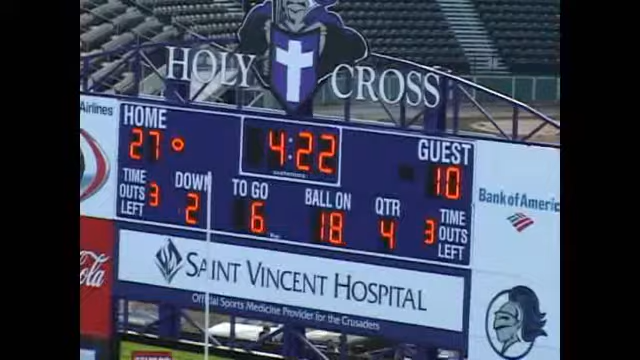 HOLY CROSS
Airlines
HOME
27
4:22
GUEST
10
TIME OUTS LEFT 3
DOWN 2
TO GO 6
BALL ON 18
QTR 4
3 TIME OUTS LEFT
Bank of Americ
Coca
SAINT VINCENT HOSPITAL
Official Sports Medicine Provider for the Crusaders